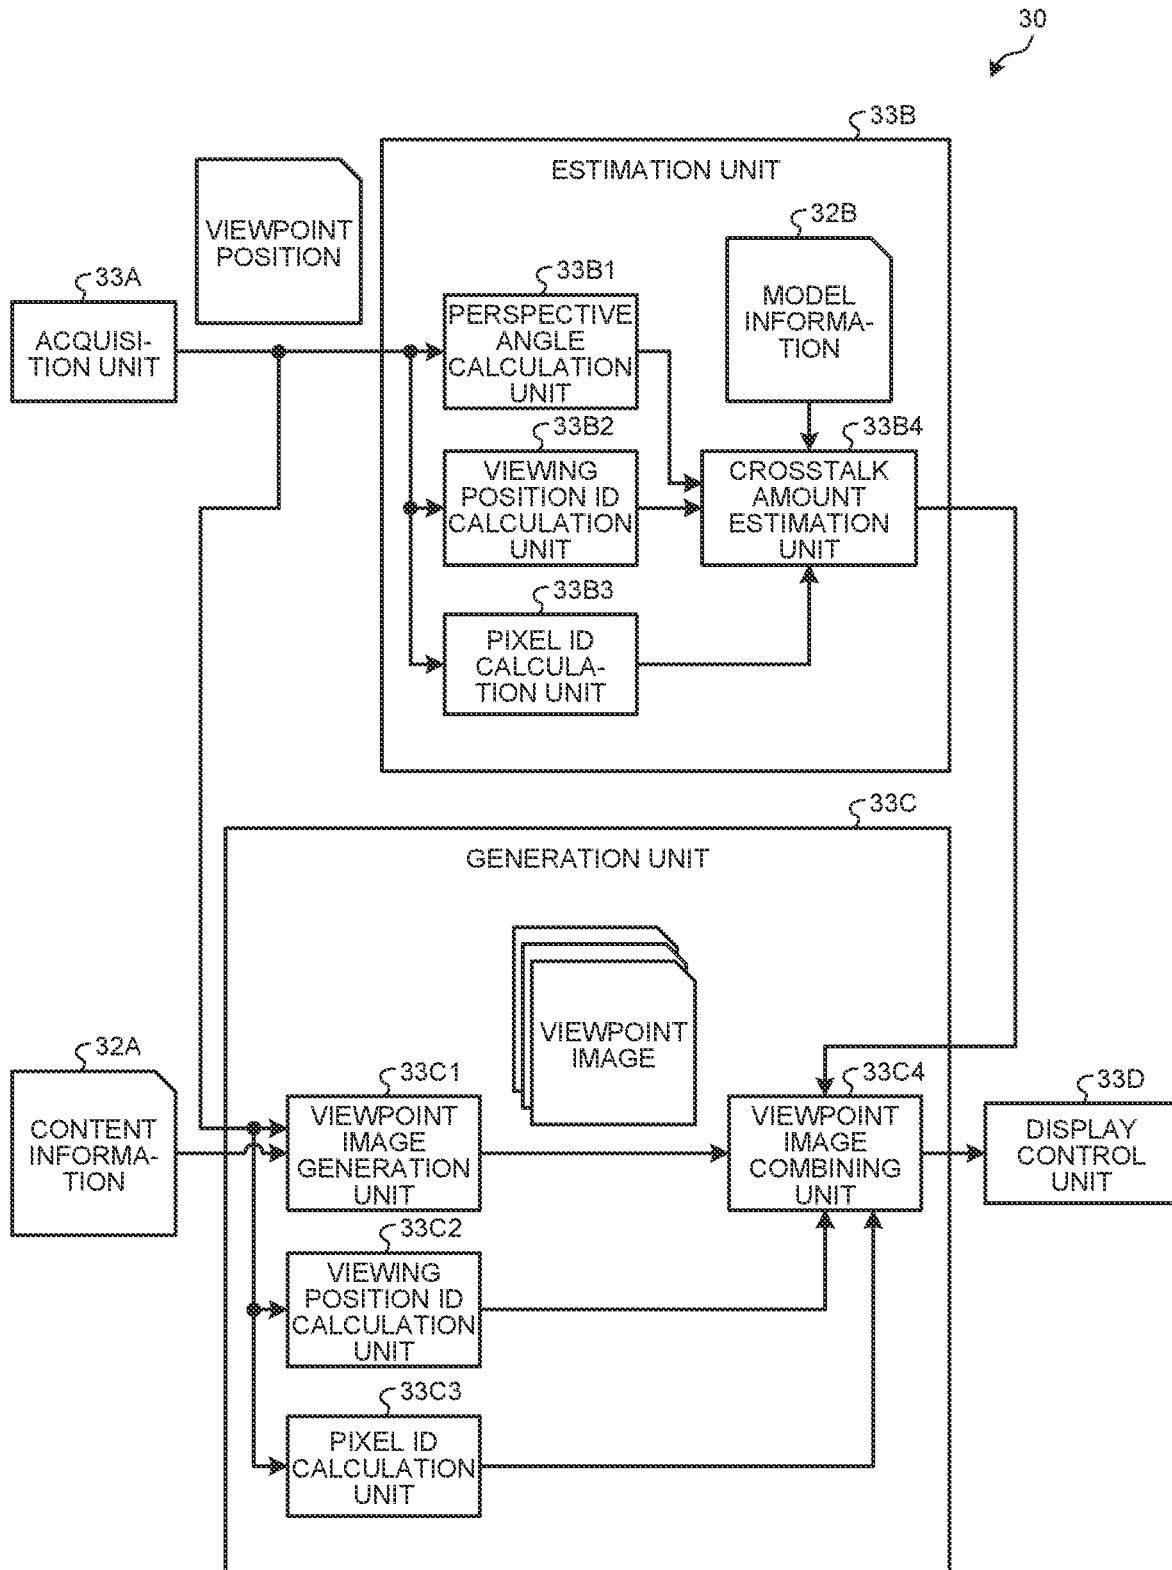 30
33B
ESTIMATION UNIT
VIEWPOINT
POSITION
32B
MODEL
INFORMA-
TION
33A
ACQUISI-
TION UNIT
33B1
PERSPECTIVE
ANGLE
CALCULATION
UNIT
33B2
VIEWING
POSITION ID
CALCULATION
UNIT
33B4
CROSSTALK
AMOUNT
ESTIMATION
UNIT
33B3
PIXEL ID
CALCULA-
TION UNIT
33C
GENERATION UNIT
VIEWPOINT
IMAGE
32A
CONTENT
INFORMA-
TION
33C1
VIEWPOINT
IMAGE
GENERATION
UNIT
33C4
VIEWPOINT
IMAGE
COMBINING
UNIT
33D
DISPLAY
CONTROL
UNIT
33C2
VIEWING
POSITION ID
CALCULATION
UNIT
33C3
PIXEL ID
CALCULATION
UNIT